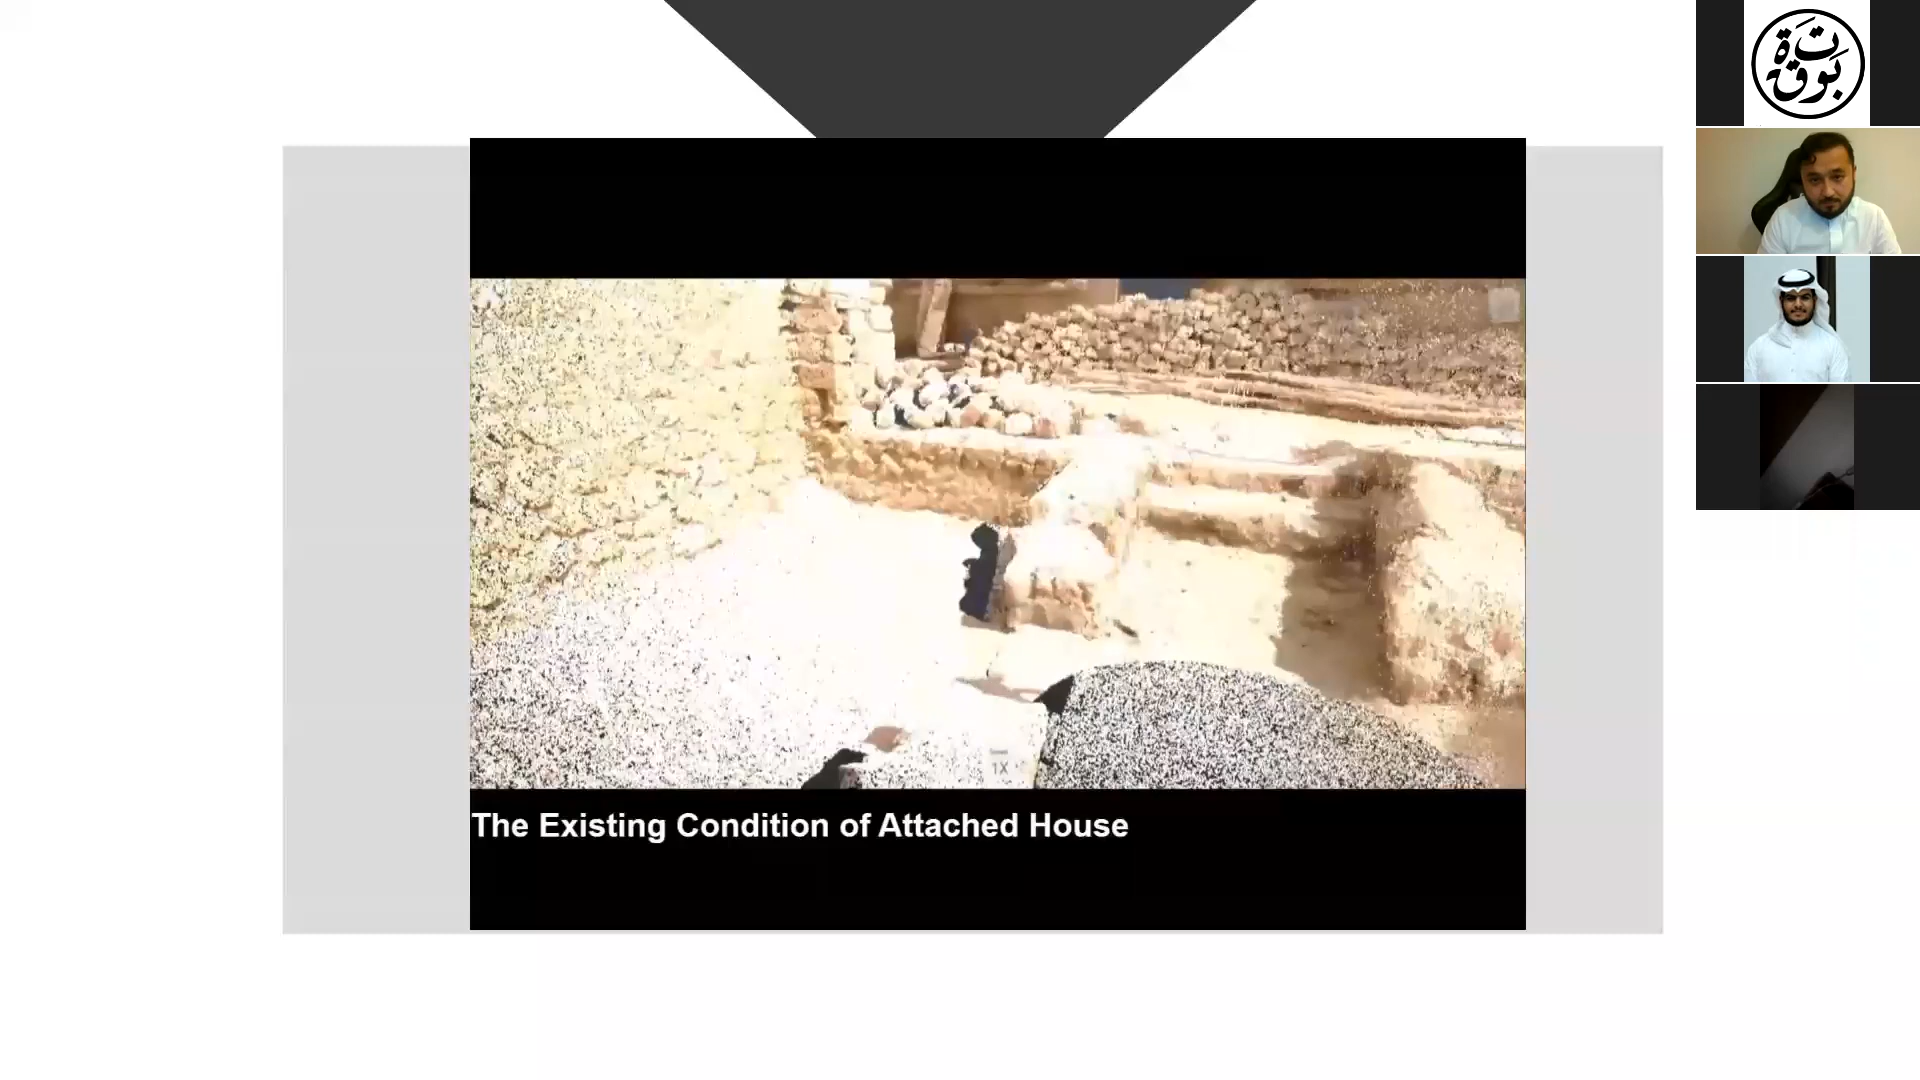 بوتقة
The Existing Condition of Attached House
1X